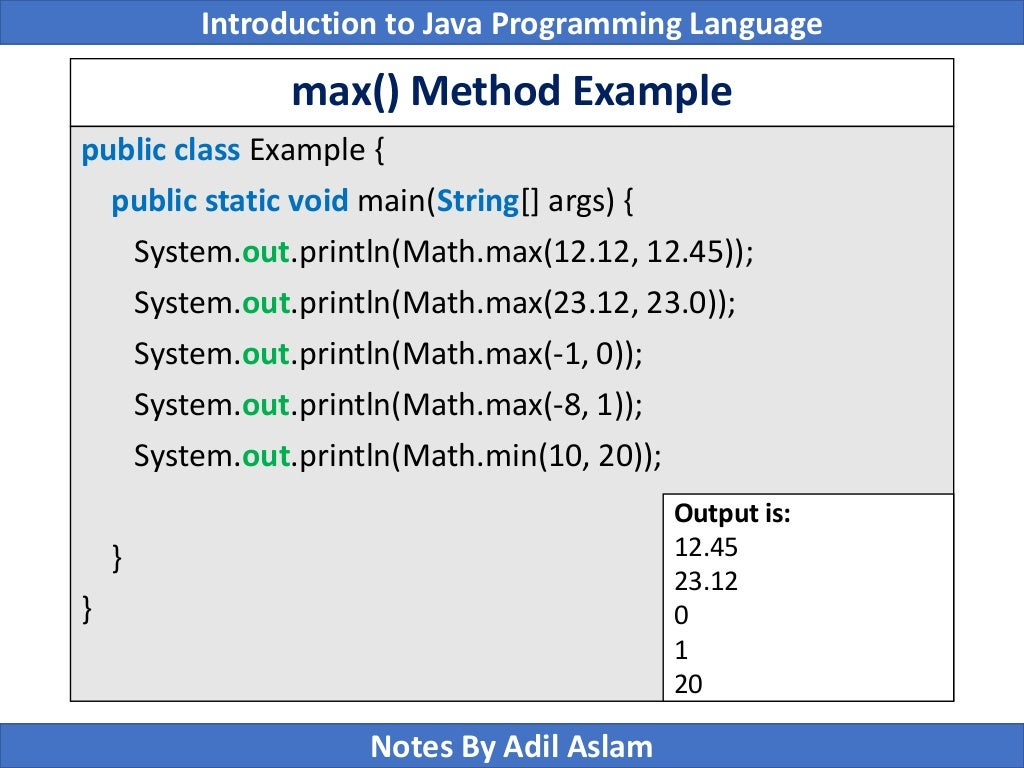 Introduction to Java Programming Language
max() Method Example
public class Example {
public static void main(String[] args) {
System.out.println(Math.max(12.12, 12.45));
System.out.println(Math.max(23.12, 23.0));
System.out.println(Math.max(-1, 0));
System.out.println(Math.max(-8, 1));
System.out.println(Math.min(10, 20));
}
}
Output is:
12.45
23.12
0
1
20
Notes By Adil Aslam